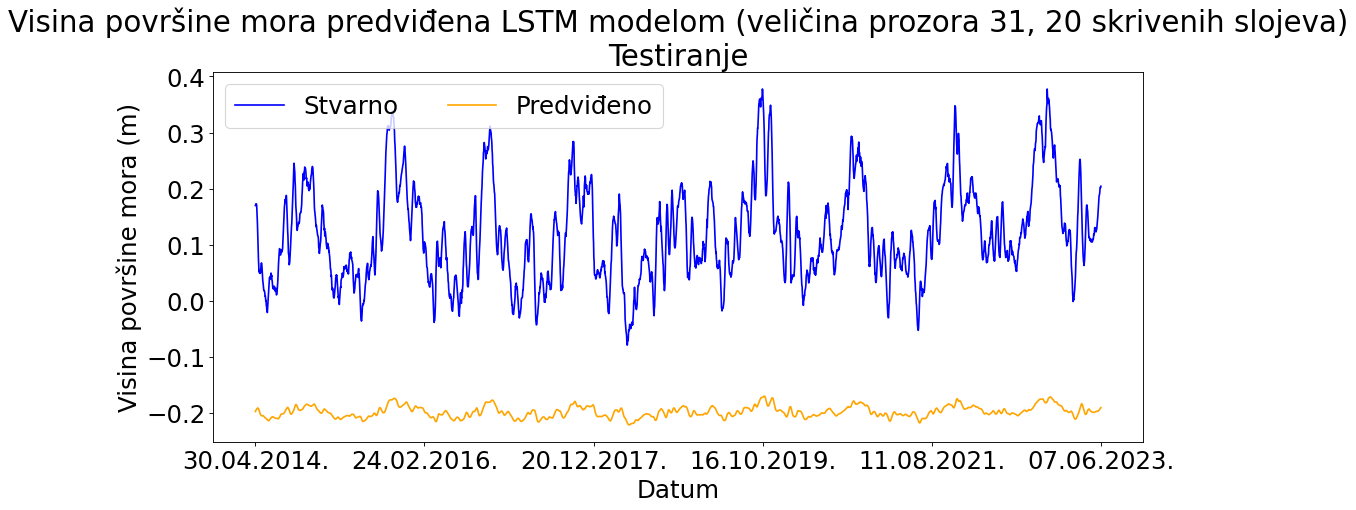 Visina površine mora predviđena LSTM modelom (veličina prozora 31, 20 skrivenih slojeva)
Testiranje
Stvarno
Predviđeno
Visina površine mora (m)
0.4
0.3
0.2
0.1
0.0
−0.1
−0.2
30.04.2014.
24.02.2016.
20.12.2017.
16.10.2019.
11.08.2021.
07.06.2023.
Datum